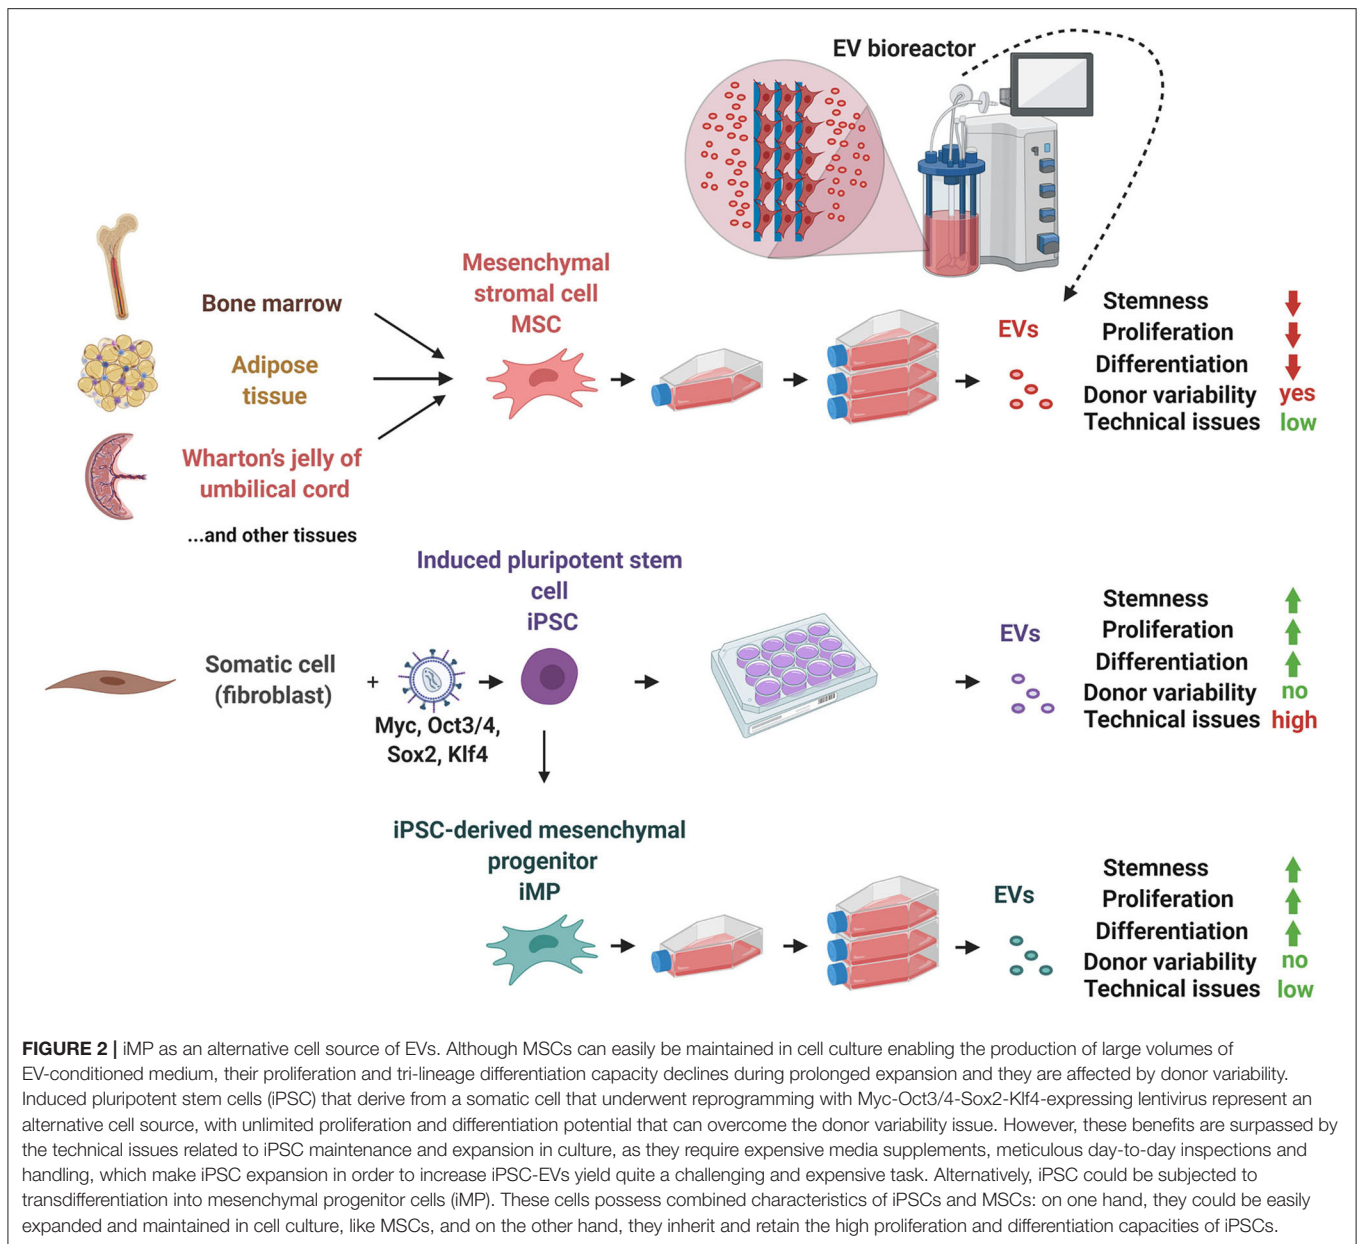 EV bioreactor
Mesenchymal
stromal cell
MSC
Bone marrow
Adipose
tissue
Wharton's jelly of
umbilical cord
...and other tissues
EVs
Stemness
Proliferation
Differentiation
Donor variability yes
Technical issues low
Induced pluripotent stem
cell
iPSC
Somatic cell
(fibroblast)
+
Myc, Oct3/4,
Sox2, Klf4
EVs
Stemness
Proliferation
Differentiation
Donor variability no
Technical issues high
iPSC-derived mesenchymal
progenitor
iMP
EVs
Stemness
Proliferation
Differentiation
Donor variability no
Technical issues low
FIGURE 2 | iMP as an alternative cell source of EVs. Although MSCs can easily be maintained in cell culture enabling the production of large volumes of
EV-conditioned medium, their proliferation and tri-lineage differentiation capacity declines during prolonged expansion and they are affected by donor variability.
Induced pluripotent stem cells (iPSC) that derive from a somatic cell that underwent reprogramming with Myc-Oct3/4-Sox2-Klf4-expressing lentivirus represent an
alternative cell source, with unlimited proliferation and differentiation potential that can overcome the donor variability issue. However, these benefits are surpassed by
the technical issues related to iPSC maintenance and expansion in culture, as they require expensive media supplements, meticulous day-to-day inspections and
handling, which make iPSC expansion in order to increase iPSC-EVs yield quite a challenging and expensive task. Alternatively, iPSC could be subjected to
transdifferentiation into mesenchymal progenitor cells (iMP). These cells possess combined characteristics of iPSCs and MSCs: on one hand, they could be easily
expanded and maintained in cell culture, like MSCs, and on the other hand, they inherit and retain the high proliferation and differentiation capacities of iPSCs.